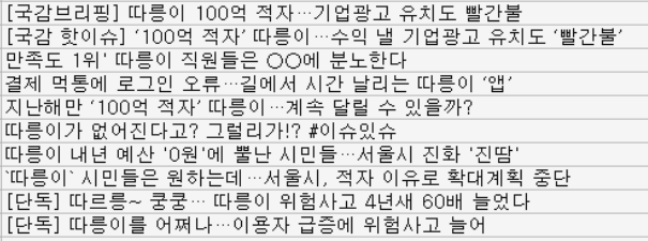 [국감브리핑] 따릉이 100억 적자…기업광고 유치도 빨간불
[국감 핫이슈] ‘100억 적자’ 따릉이…수익 낼 기업광고 유치도 ‘빨간불’
만족도 1위' 따릉이 직원들은 ○○에 분노한다
결제 먹통에 로그인 오류…길에서 시간 날리는 따릉이 ‘앱’
지난해만 ‘100억 적자’ 따릉이…계속 달릴 수 있을까?
따릉이가 없어진다고? 그럴리가!? #이슈있슈
따릉이 내년 예산 '0원'에 뿔난 시민들…서울시 진화 '진땀'
`따릉이` 시민들은 원하는데…서울시, 적자 이유로 확대계획 중단
[단독] 따르릉~ 쿵쿵… 따릉이 위험사고 4년새 60배 늘었다
[단독] 따릉이를 어쩌나…이용자 급증에 위험사고 늘어